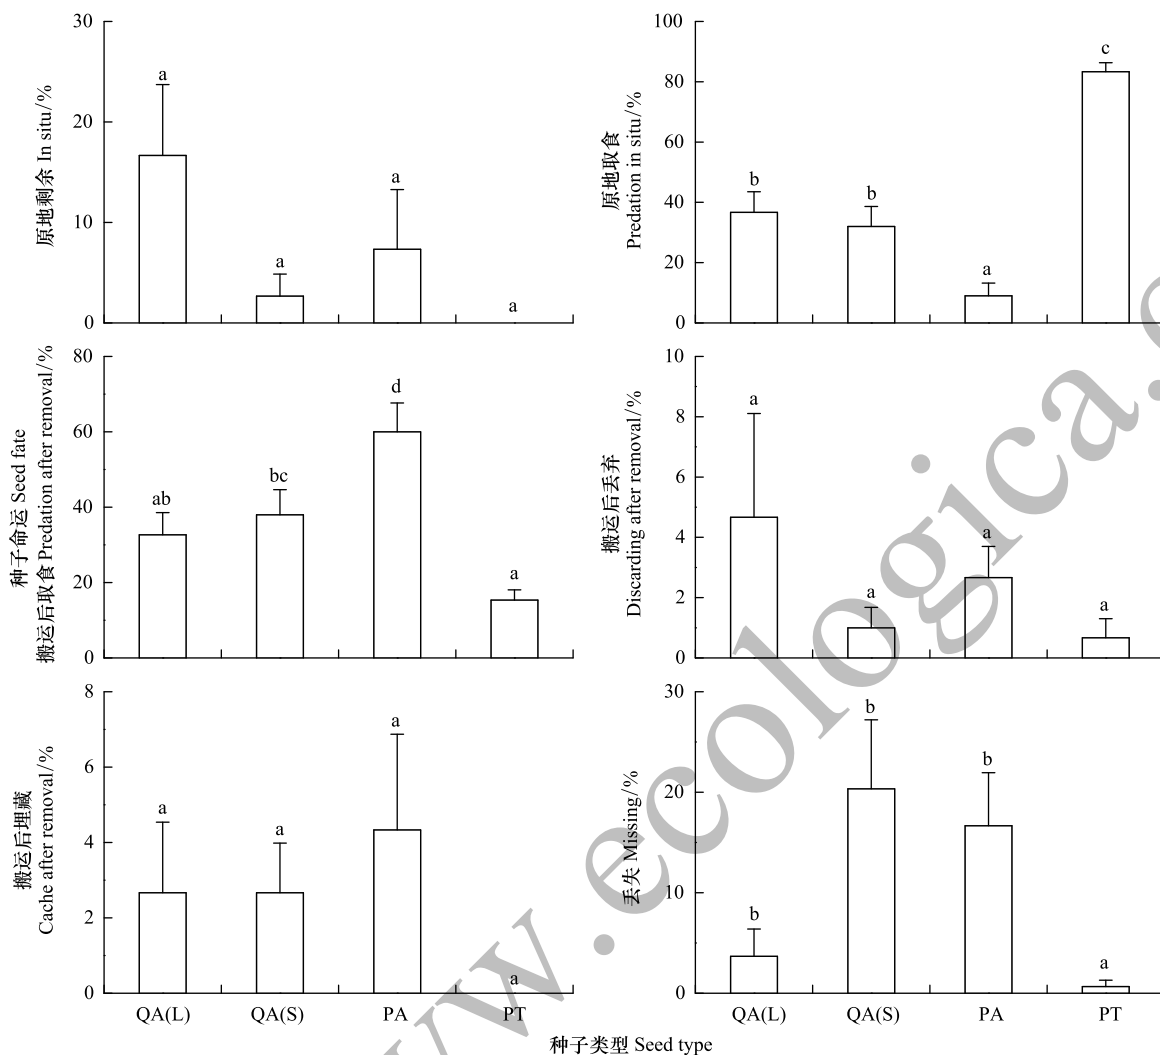 30
20
10
0
原地剩余 In situ/%
a
a
a
a
100
80
60
40
20
0
原地取食
Predation in situ/%
b
b
a
c
80
60
40
20
0
种子命运 Seed fate
搬运后取食 Predation after removal/%
ab
bc
d
a
10
8
6
4
2
0
搬运后丢弃
Discarding after removal/%
a
a
a
a
8
6
4
2
0
搬运后埋藏
Cache after removal/%
a
a
a
a
QA(L) QA(S) PA PT
30
20
10
0
丢失 Missing/%
b
b
b
a
QA(L) QA(S) PA PT
种子类型 Seed type
www.ecologica.c